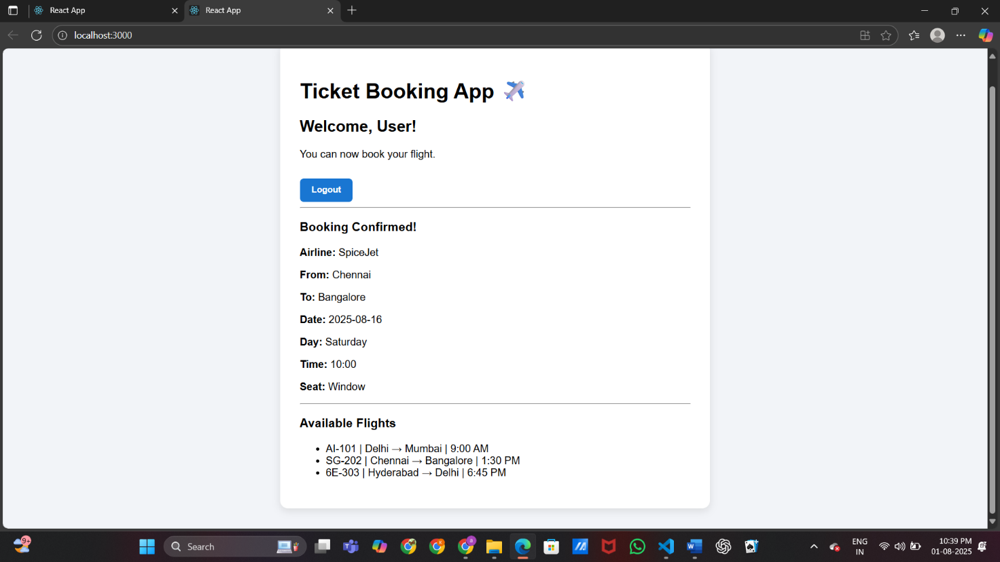 React App
React App
localhost:3000
Ticket Booking App
Welcome, User!
You can now book your flight.
Logout
Booking Confirmed!
Airline: SpiceJet
From: Chennai
To: Bangalore
Date: 2025-08-16
Day: Saturday
Time: 10:00
Seat: Window
Available Flights
• AI-101 | Delhi → Mumbai | 9:00 AM
• SG-202 | Chennai → Bangalore | 1:30 PM
• 6E-303 | Hyderabad → Delhi | 6:45 PM
9+
Search
ENG
IN
10:39 PM
01-08-2025